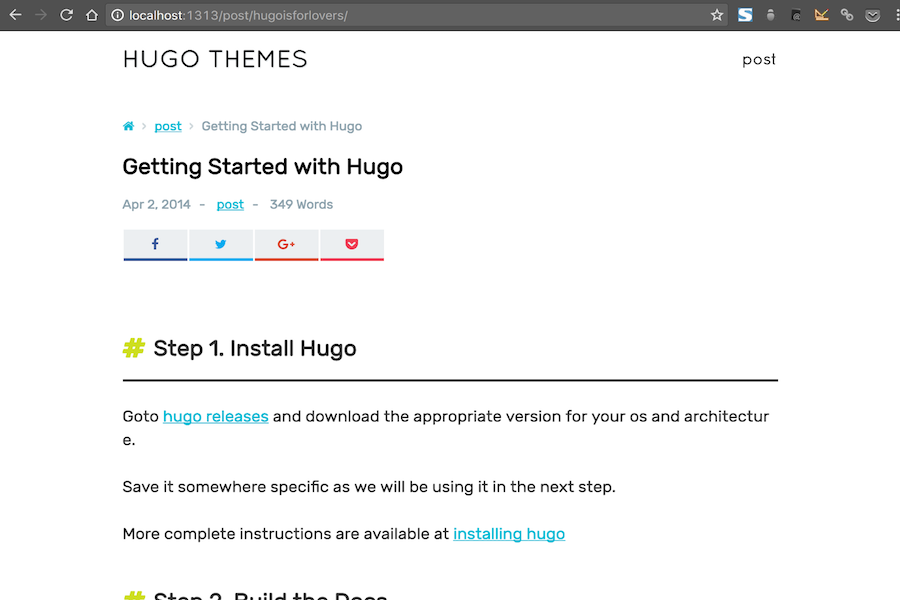 localhost:1313/post/hugoisforlovers/
HUGO THEMES
post
post › Getting Started with Hugo
Getting Started with Hugo
Apr 2, 2014 - post - 349 Words
G+
# Step 1. Install Hugo
Goto hugo releases and download the appropriate version for your os and architectur
e.
Save it somewhere specific as we will be using it in the next step.
More complete instructions are available at installing hugo
# Step 2. Build the Docs